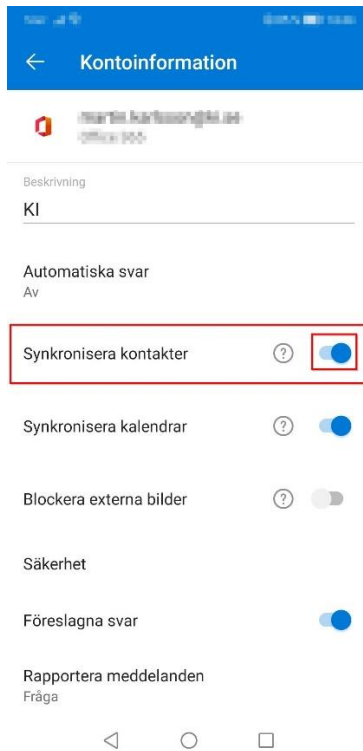 Kontoinformation
Beskrivning
KI
Automatiska svar
Av
Synkronisera kontakter
Synkronisera kalendrar
Blockera externa bilder
Säkerhet
Föreslagna svar
Rapportera meddelanden
Fråga